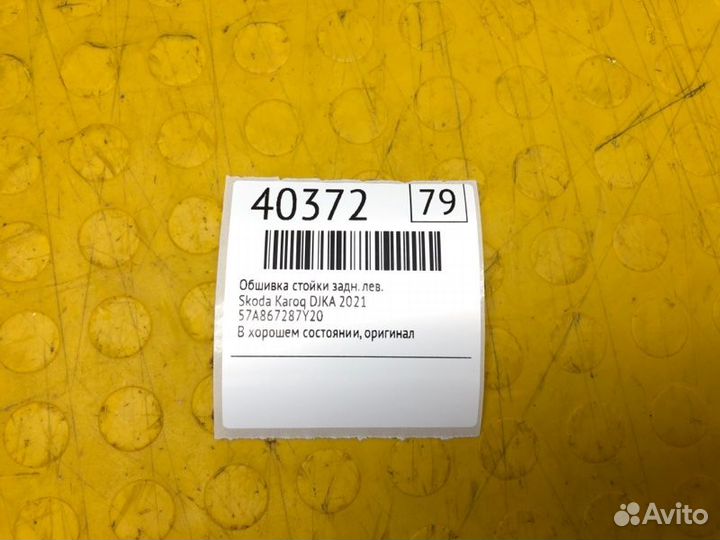 40372 79
Обшивка стойки задн. лев.
Skoda Karoq DJKA 2021
57A867287Y20
В хорошем состоянии, оригинал
Avito